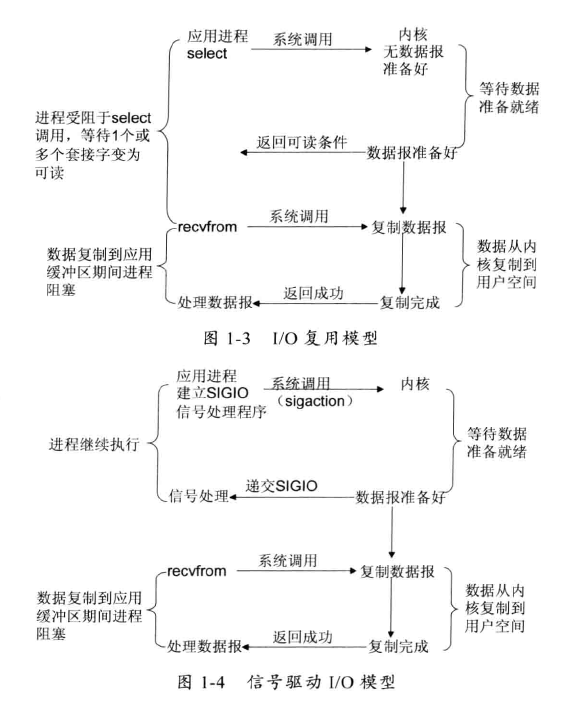 应用进程
select
系统调用
内核
无数据报
准备好
等待数据
准备就绪
进程受阻于select
调用，等待1个或
多个套接字变为
可读
返回可读条件
数据报准备好
recvfrom
系统调用
复制数据报
数据复制到应用
缓冲区期间进程
阻塞
数据从内
核复制到
用户空间
处理数据报
返回成功
复制完成
图 1-3 I/O 复用模型
应用进程
建立SIGIO
信号处理程序
系统调用
（sigaction）
内核
进程继续执行
等待数据
准备就绪
信号处理
递交SIGIO
数据报准备好
recvfrom
系统调用
复制数据报
数据复制到应用
缓冲区期间进程
阻塞
数据从内
核复制到
用户空间
处理数据报
返回成功
复制完成
图 1-4 信号驱动 I/O 模型